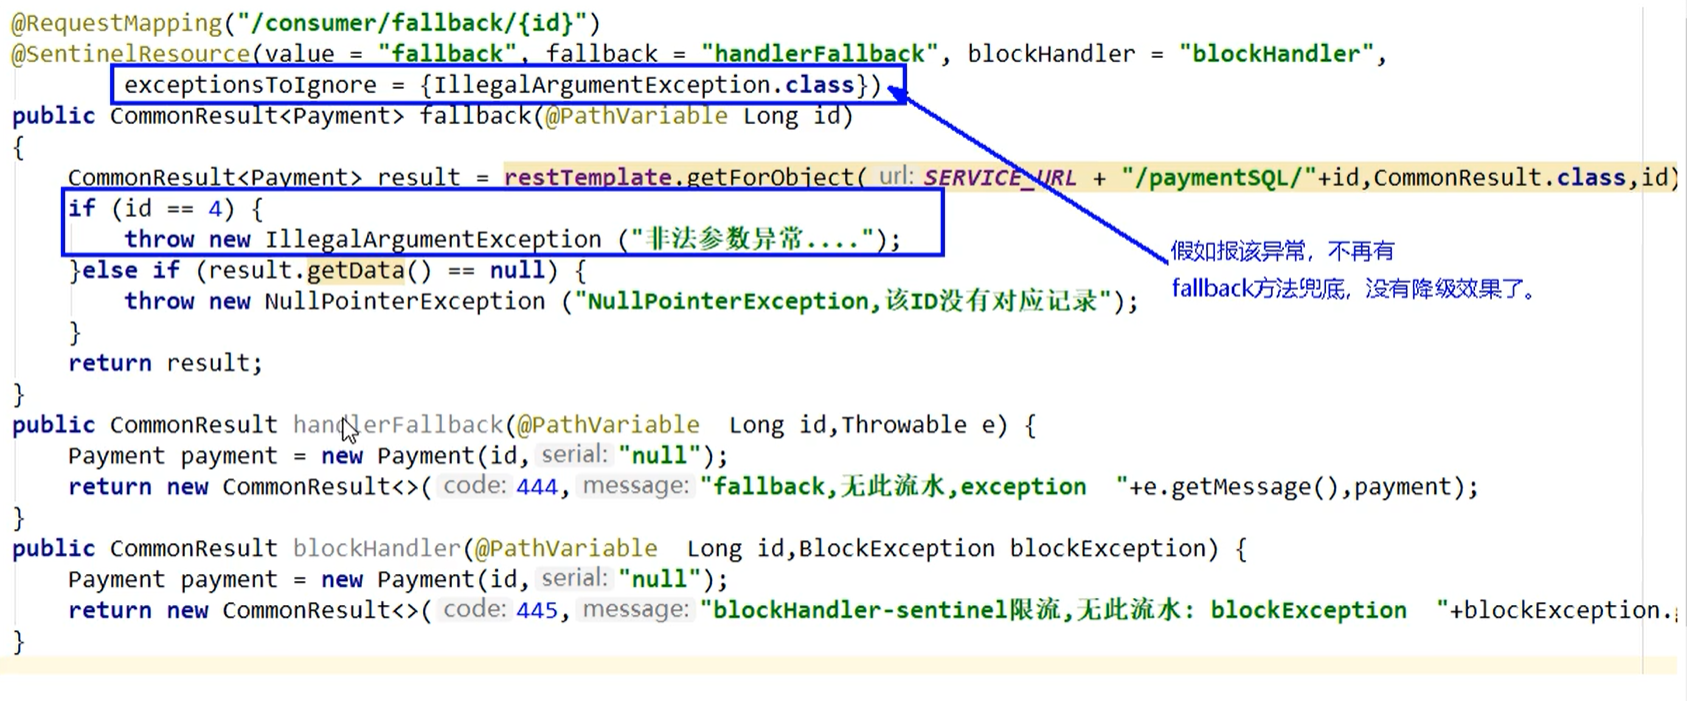 @RequestMapping("/consumer/fallback/{id}")
@SentinelResource(value = "fallback", fallback = "handlerFallback", blockHandler = "blockHandler",
exceptionsToIgnore = {IllegalArgumentException.class})
public CommonResult<Payment> fallback(@PathVariable Long id)
{
CommonResult<Payment> result = restTemplate.getForObject( url: SERVICE_URL + "/paymentSQL/"+id,CommonResult.class,id)
if (id == 4) {
throw new IllegalArgumentException ("非法参数异常....");
假如报该异常，不再有
}else if (result.getData() == null) {
fallback方法兜底，没有降级效果了。
throw new NullPointerException ("NullPointerException,该ID没有对应记录");
}
return result;
}
public CommonResult handlerFallback(@PathVariable Long id,Throwable e) {
Payment payment = new Payment(id, serial: "null");
return new CommonResult<>( code: 444, message: "fallback,无此流水,exception "+e.getMessage(),payment);
}
public CommonResult blockHandler(@PathVariable Long id,BlockException blockException) {
Payment payment = new Payment(id, serial: "null");
return new CommonResult<>( code: 445, message: "blockHandler-sentinel限流,无此流水: blockException "+blockException.
}